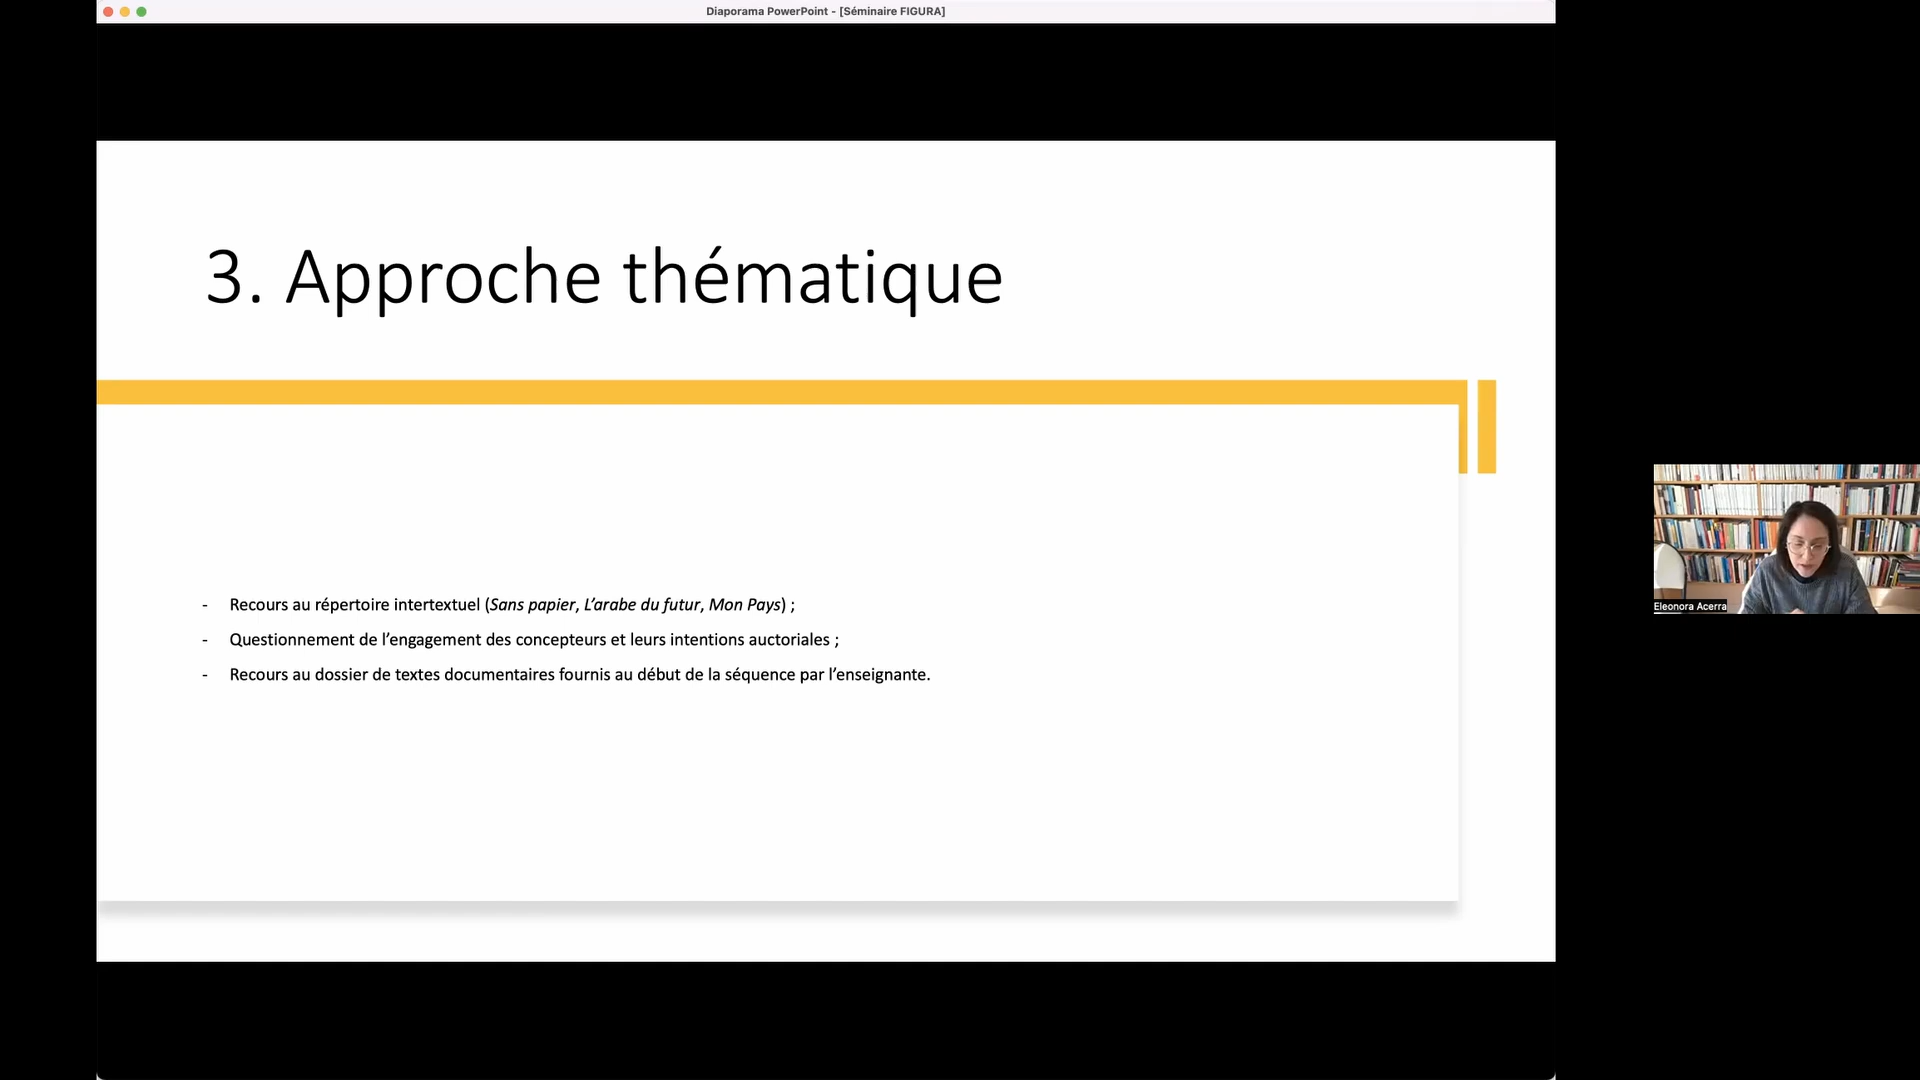 Diaporama PowerPoint - [Séminaire FIGURA]
3. Approche thématique
- Recours au répertoire intertextuel (Sans papier, L’arabe du futur, Mon Pays) ;
- Questionnement de l’engagement des concepteurs et leurs intentions auctoriales ;
- Recours au dossier de textes documentaires fournis au début de la séquence par l’enseignante.
Eleonora Acerra